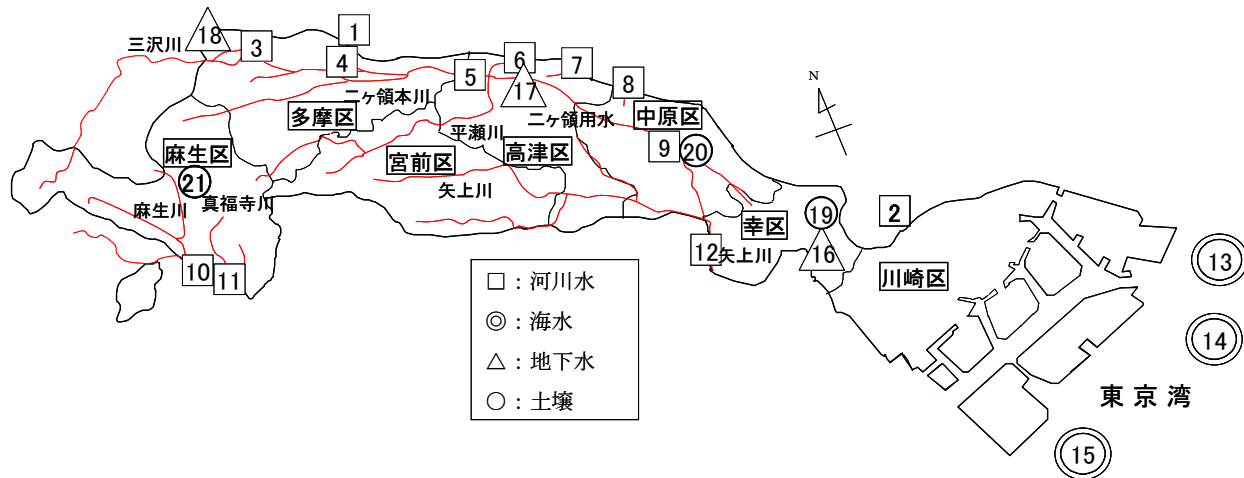 1
18
三沢川
3
6
4
5
7
17
8
二ヶ領本川
多摩区
二ヶ領用水
中原区
平瀬川
9
20
麻生区
宮前区
高津区
21
矢上川
麻生川
真福寺川
19
2
幸区
12
矢上川
16
10
11
川崎区
13
14
15
東京湾
N
□：河川水
◎：海水
△：地下水
○：土壌